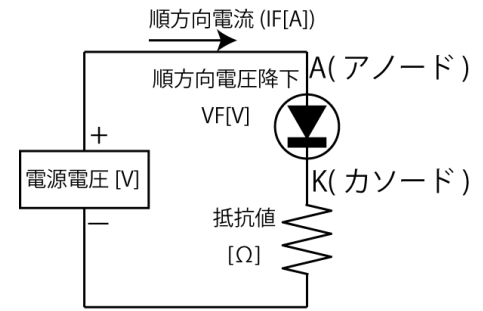 順方向電流 (IF[A])
順方向電圧降下
VF[V]
A( アノード )
+
電源電圧 [V]
−
K( カソード )
抵抗値
[Ω]